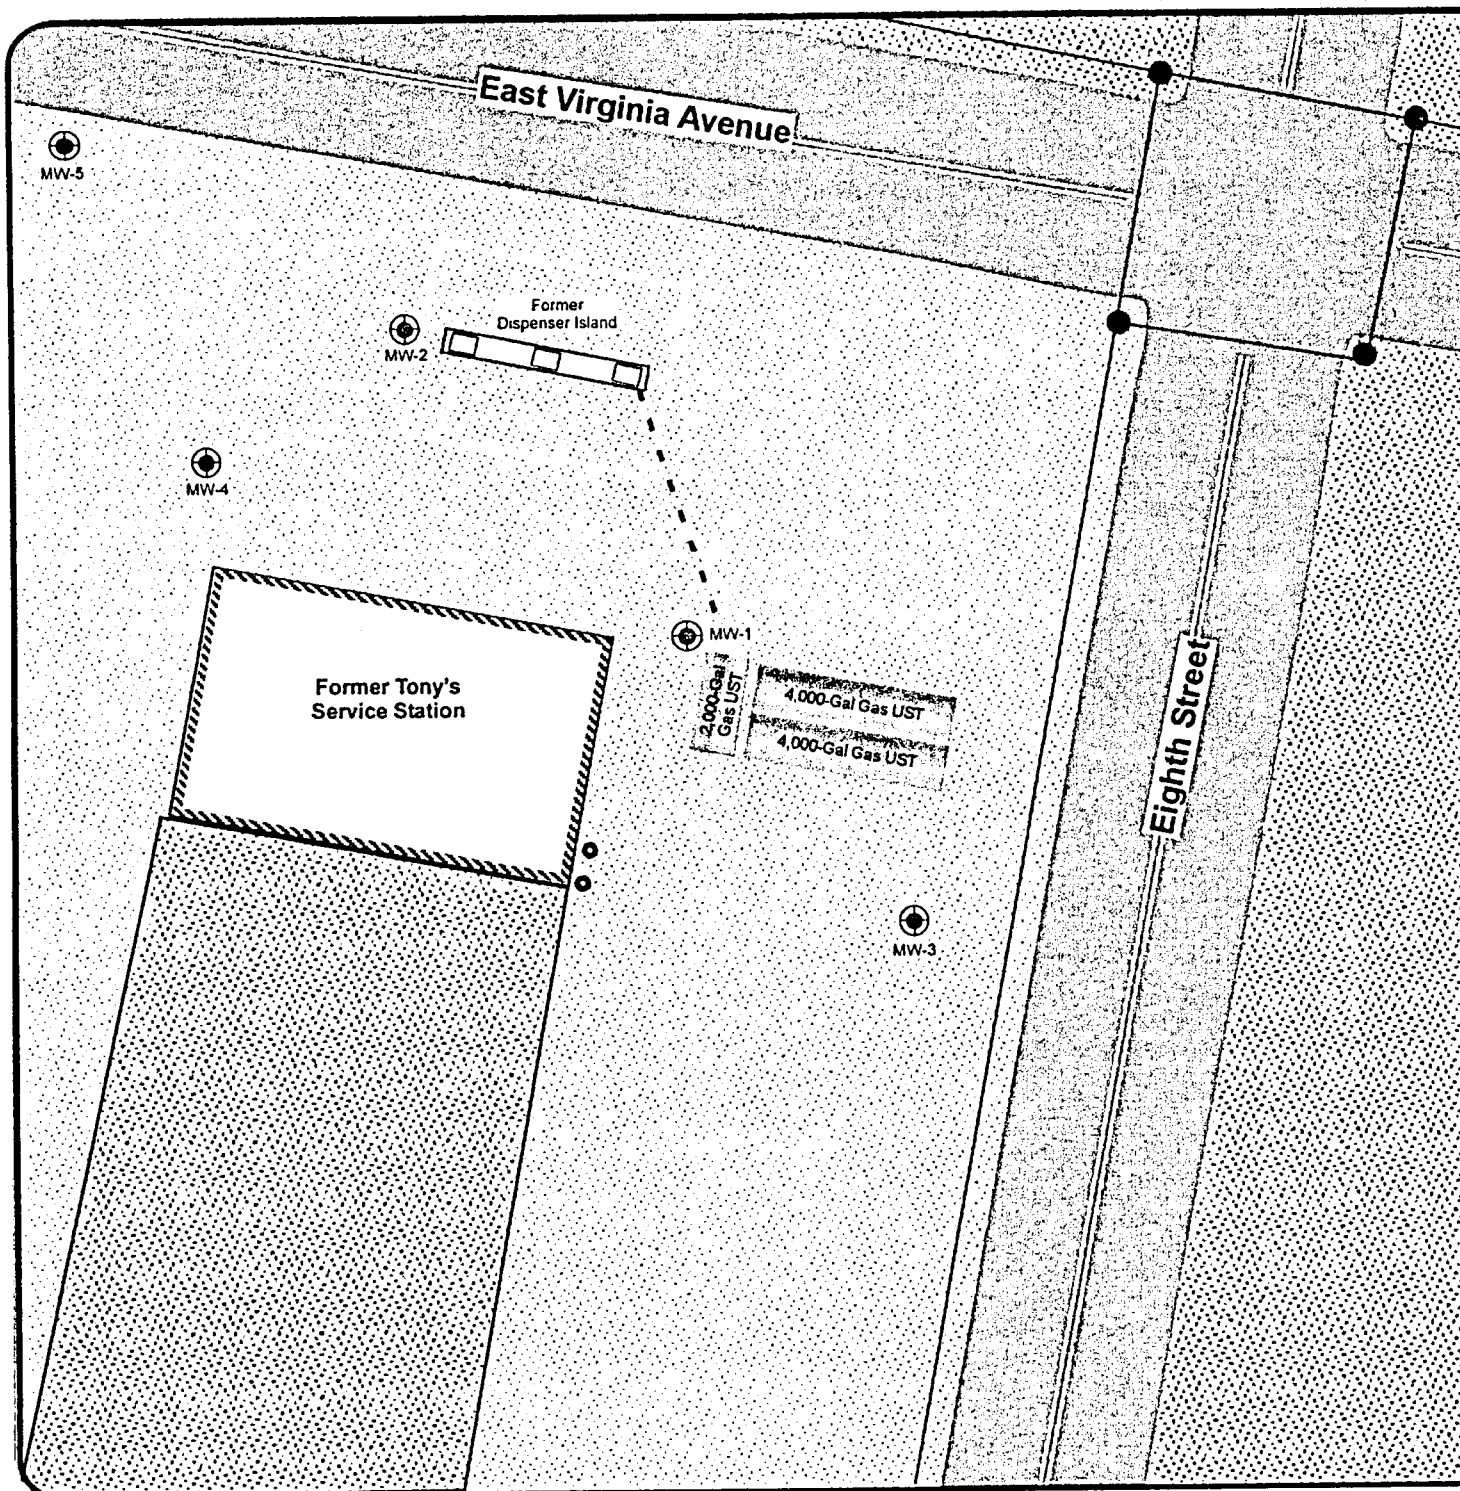 East Virginia Avenue
MW-5
Former
Dispenser Island
MW-2
MW-4
MW-1
Former Tony's
Service Station
2,000-Gal
Gas UST
4,000-Gal Gas UST
4,000-Gal Gas UST
Eighth Street
MW-3